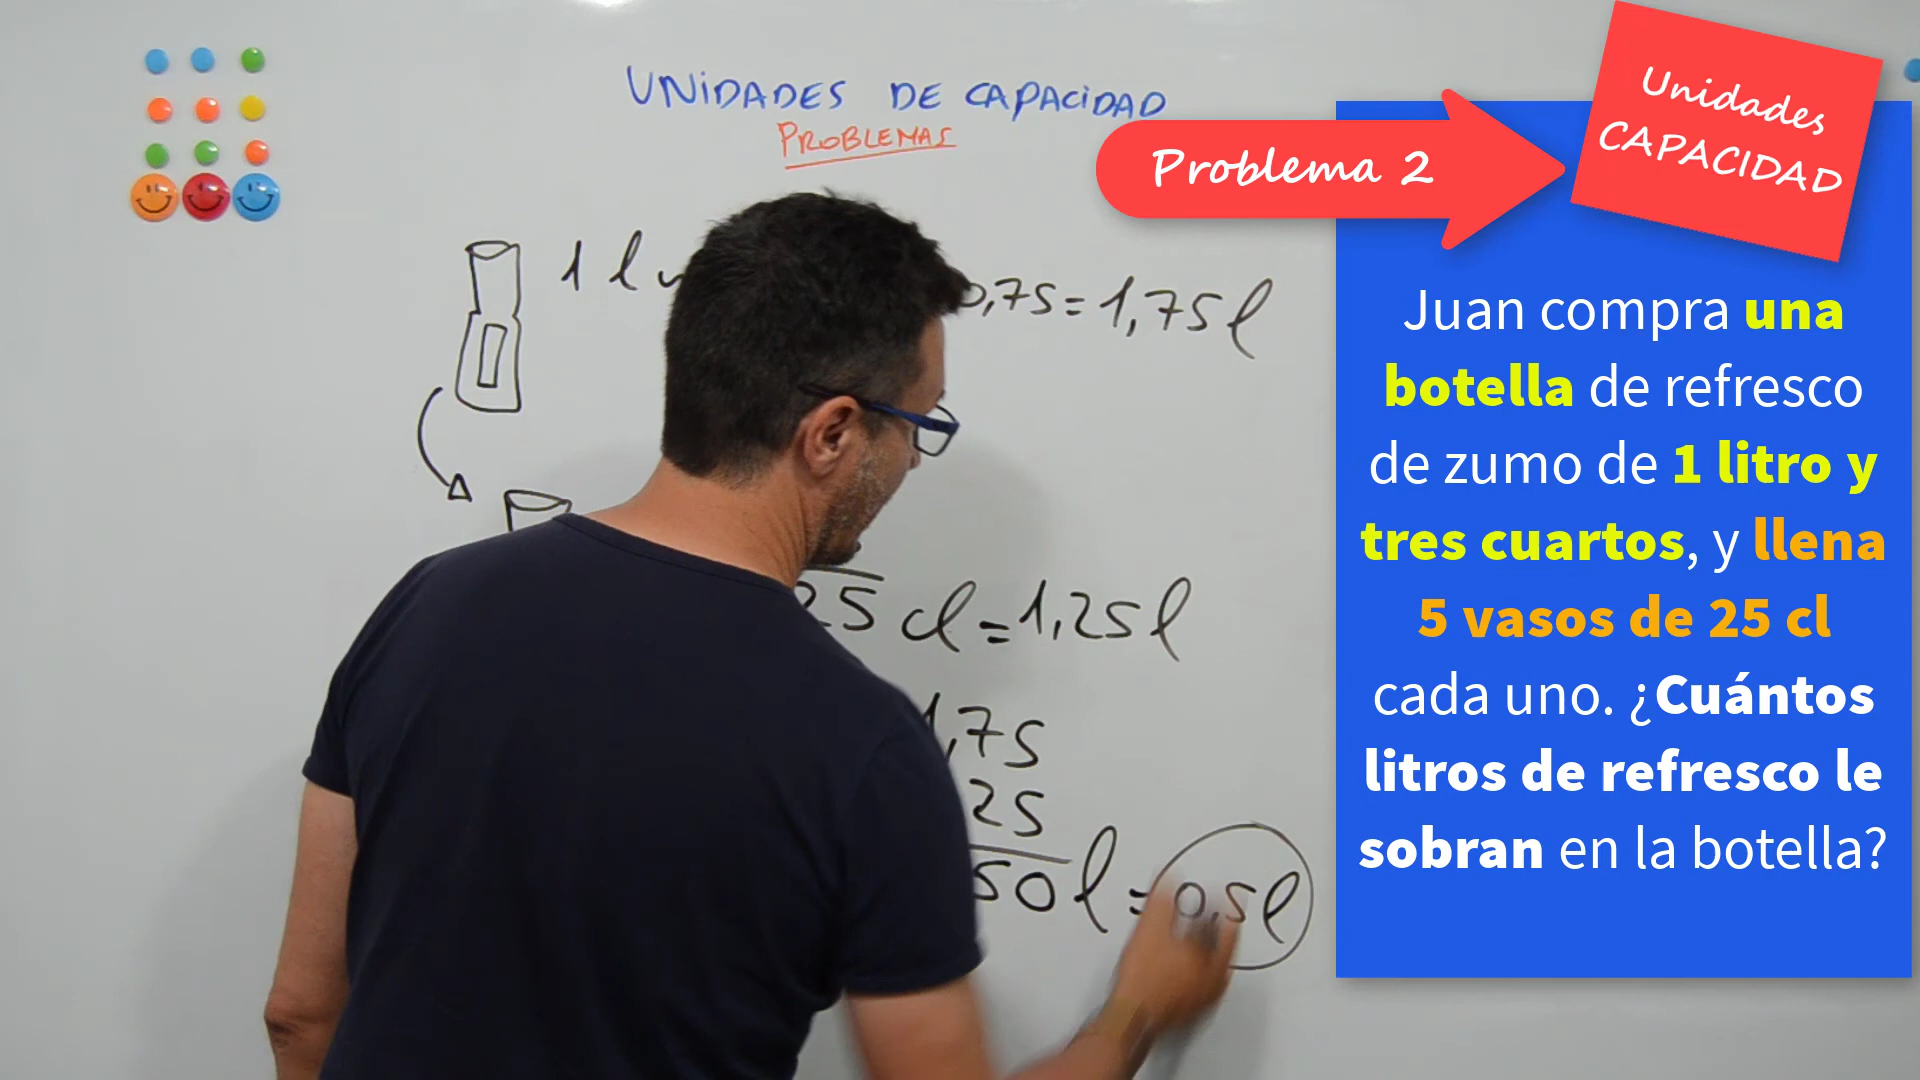 UNIDADES DE CAPACIDAD
PROBLEMAS
Problema 2
Unidades
CAPACIDAD
1 l
0,75 = 1,75 l
25 cl = 1,25 l
1,75
25
50 l = 0,5 l
Juan compra una
botella de refresco
de zumo de 1 litro y
tres cuartos, y llena
5 vasos de 25 cl
cada uno. ¿Cuántos
litros de refresco le
sobran en la botella?